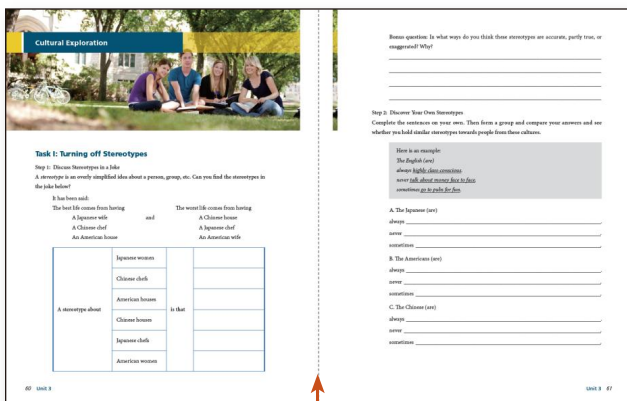 Cultural Exploration
Task I: Turning off Stereotypes
Step 1: Discuss Stereotypes in a Joke
A stereotype is an overly simplified idea about a person, group, etc. Can you find the stereotypes in
the joke below?
It has been said:
The best life comes from having
A Japanese wife
A Chinese chef
An American house
and
The worst life comes from having
A Chinese house
A Japanese chef
An American wife
A stereotype about
Japanese women
Chinese chefs
American houses
Chinese houses
Japanese chefs
American women
is that
60 Unit 3
Bonus question: In what ways do you think these stereotypes are accurate, partly true, or
exaggerated? Why?
Step 2: Discover Your Own Stereotypes
Complete the sentences on your own. Then form a group and compare your answers and see
whether you hold similar stereotypes towards people from these cultures.
Here is an example:
The English (are)
always highly class-conscious.
never talk about money face to face.
sometimes go to pubs for fun.
A. The Japanese (are)
always
never
sometimes
B. The Americans (are)
always
never
sometimes
C. The Chinese (are)
always
never
sometimes
Unit 3 61